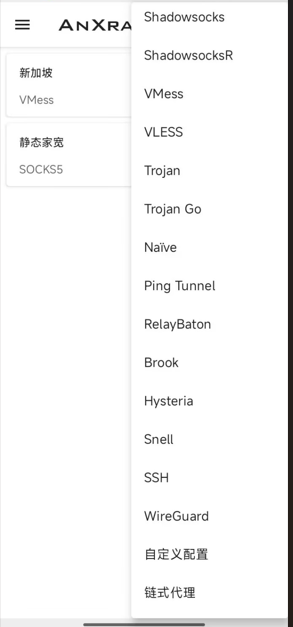 AnXra
新加坡
VMess
静态家宽
SOCKS5
Shadowsocks
ShadowsocksR
VMess
VLESS
Trojan
Trojan Go
Naïve
Ping Tunnel
RelayBaton
Brook
Hysteria
Snell
SSH
WireGuard
自定义配置
链式代理